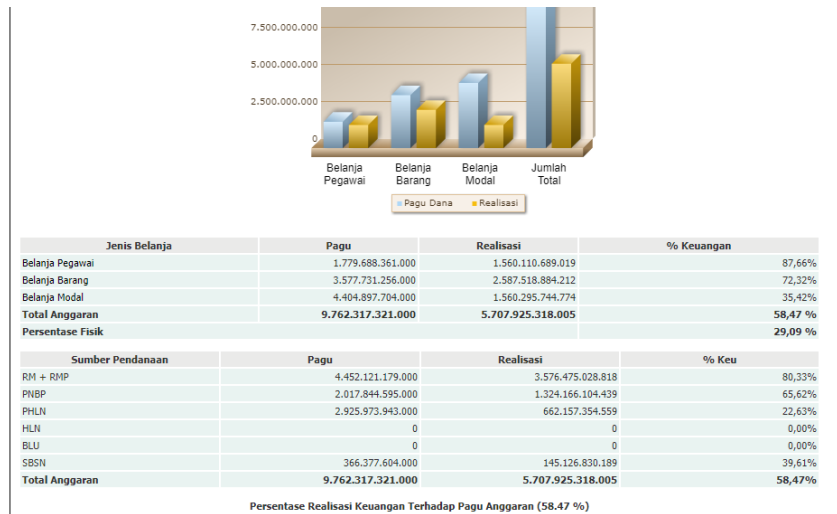 7.500.000.000
5.000.000.000
2.500.000.000
0
Belanja Pegawai
Belanja Barang
Belanja Modal
Jumlah Total
Pagu Dana Realisasi
Jenis Belanja Pagu Realisasi % Keuangan
Belanja Pegawai 1.779.688.361.000 1.560.110.689.019 87,66%
Belanja Barang 3.577.731.256.000 2.587.518.884.212 72,32%
Belanja Modal 4.404.897.704.000 1.560.295.744.774 35,42%
Total Anggaran 9.762.317.321.000 5.707.925.318.005 58,47 %
Persentase Fisik 29,09 %
Sumber Pendanaan Pagu Realisasi % Keu
RM + RMP 4.452.121.179.000 3.576.475.028.818 80,33%
PNBP 2.017.844.595.000 1.324.166.104.439 65,62%
PHLN 2.925.973.943.000 662.157.354.559 22,63%
HLN 0 0 0,00%
BLU 0 0 0,00%
SBSN 366.377.604.000 145.126.830.189 39,61%
Total Anggaran 9.762.317.321.000 5.707.925.318.005 58,47%
Persentase Realisasi Keuangan Terhadap Pagu Anggaran (58.47 %)